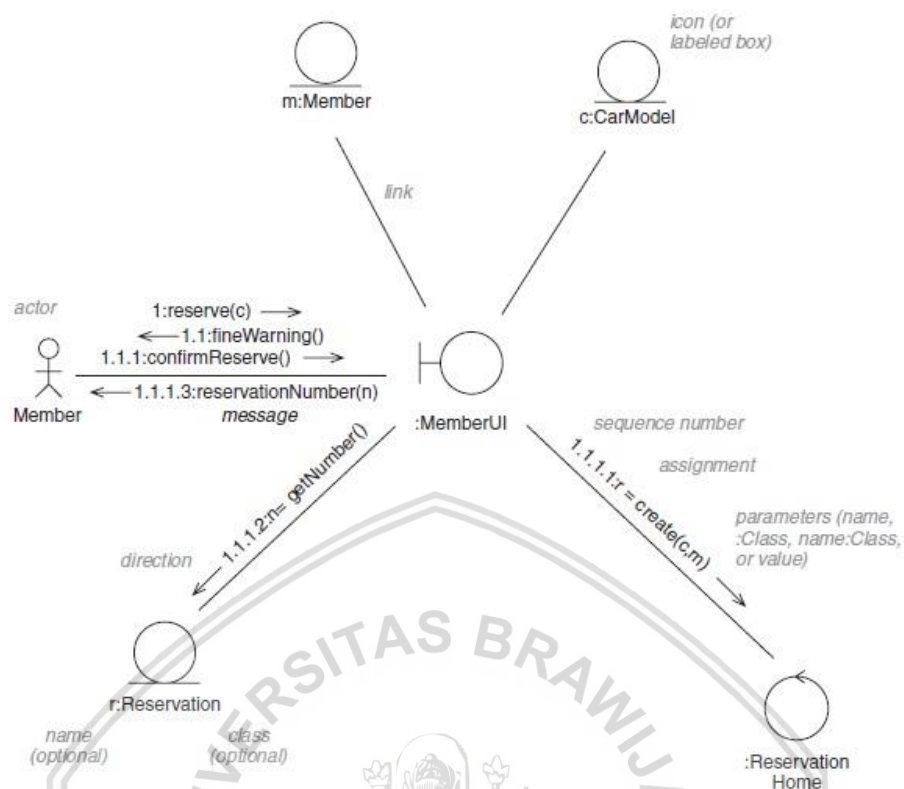 icon (or
labeled box)
m:Member
c:CarModel
link
actor
1:reserve(c)
1.1:fineWarning()
1.1.1:confirmReserve()
1.1.1.3:reservationNumber(n)
Member
message
:MemberUI
sequence number
1.1.1.2:n= getNumber()
1.1.1.1:r = create(c,m)
assignment
parameters (name,
:Class, name:Class,
or value)
direction
r:Reservation
name
(optional)
class
(optional)
:Reservation
Home
VERSITAS BRAWIJA